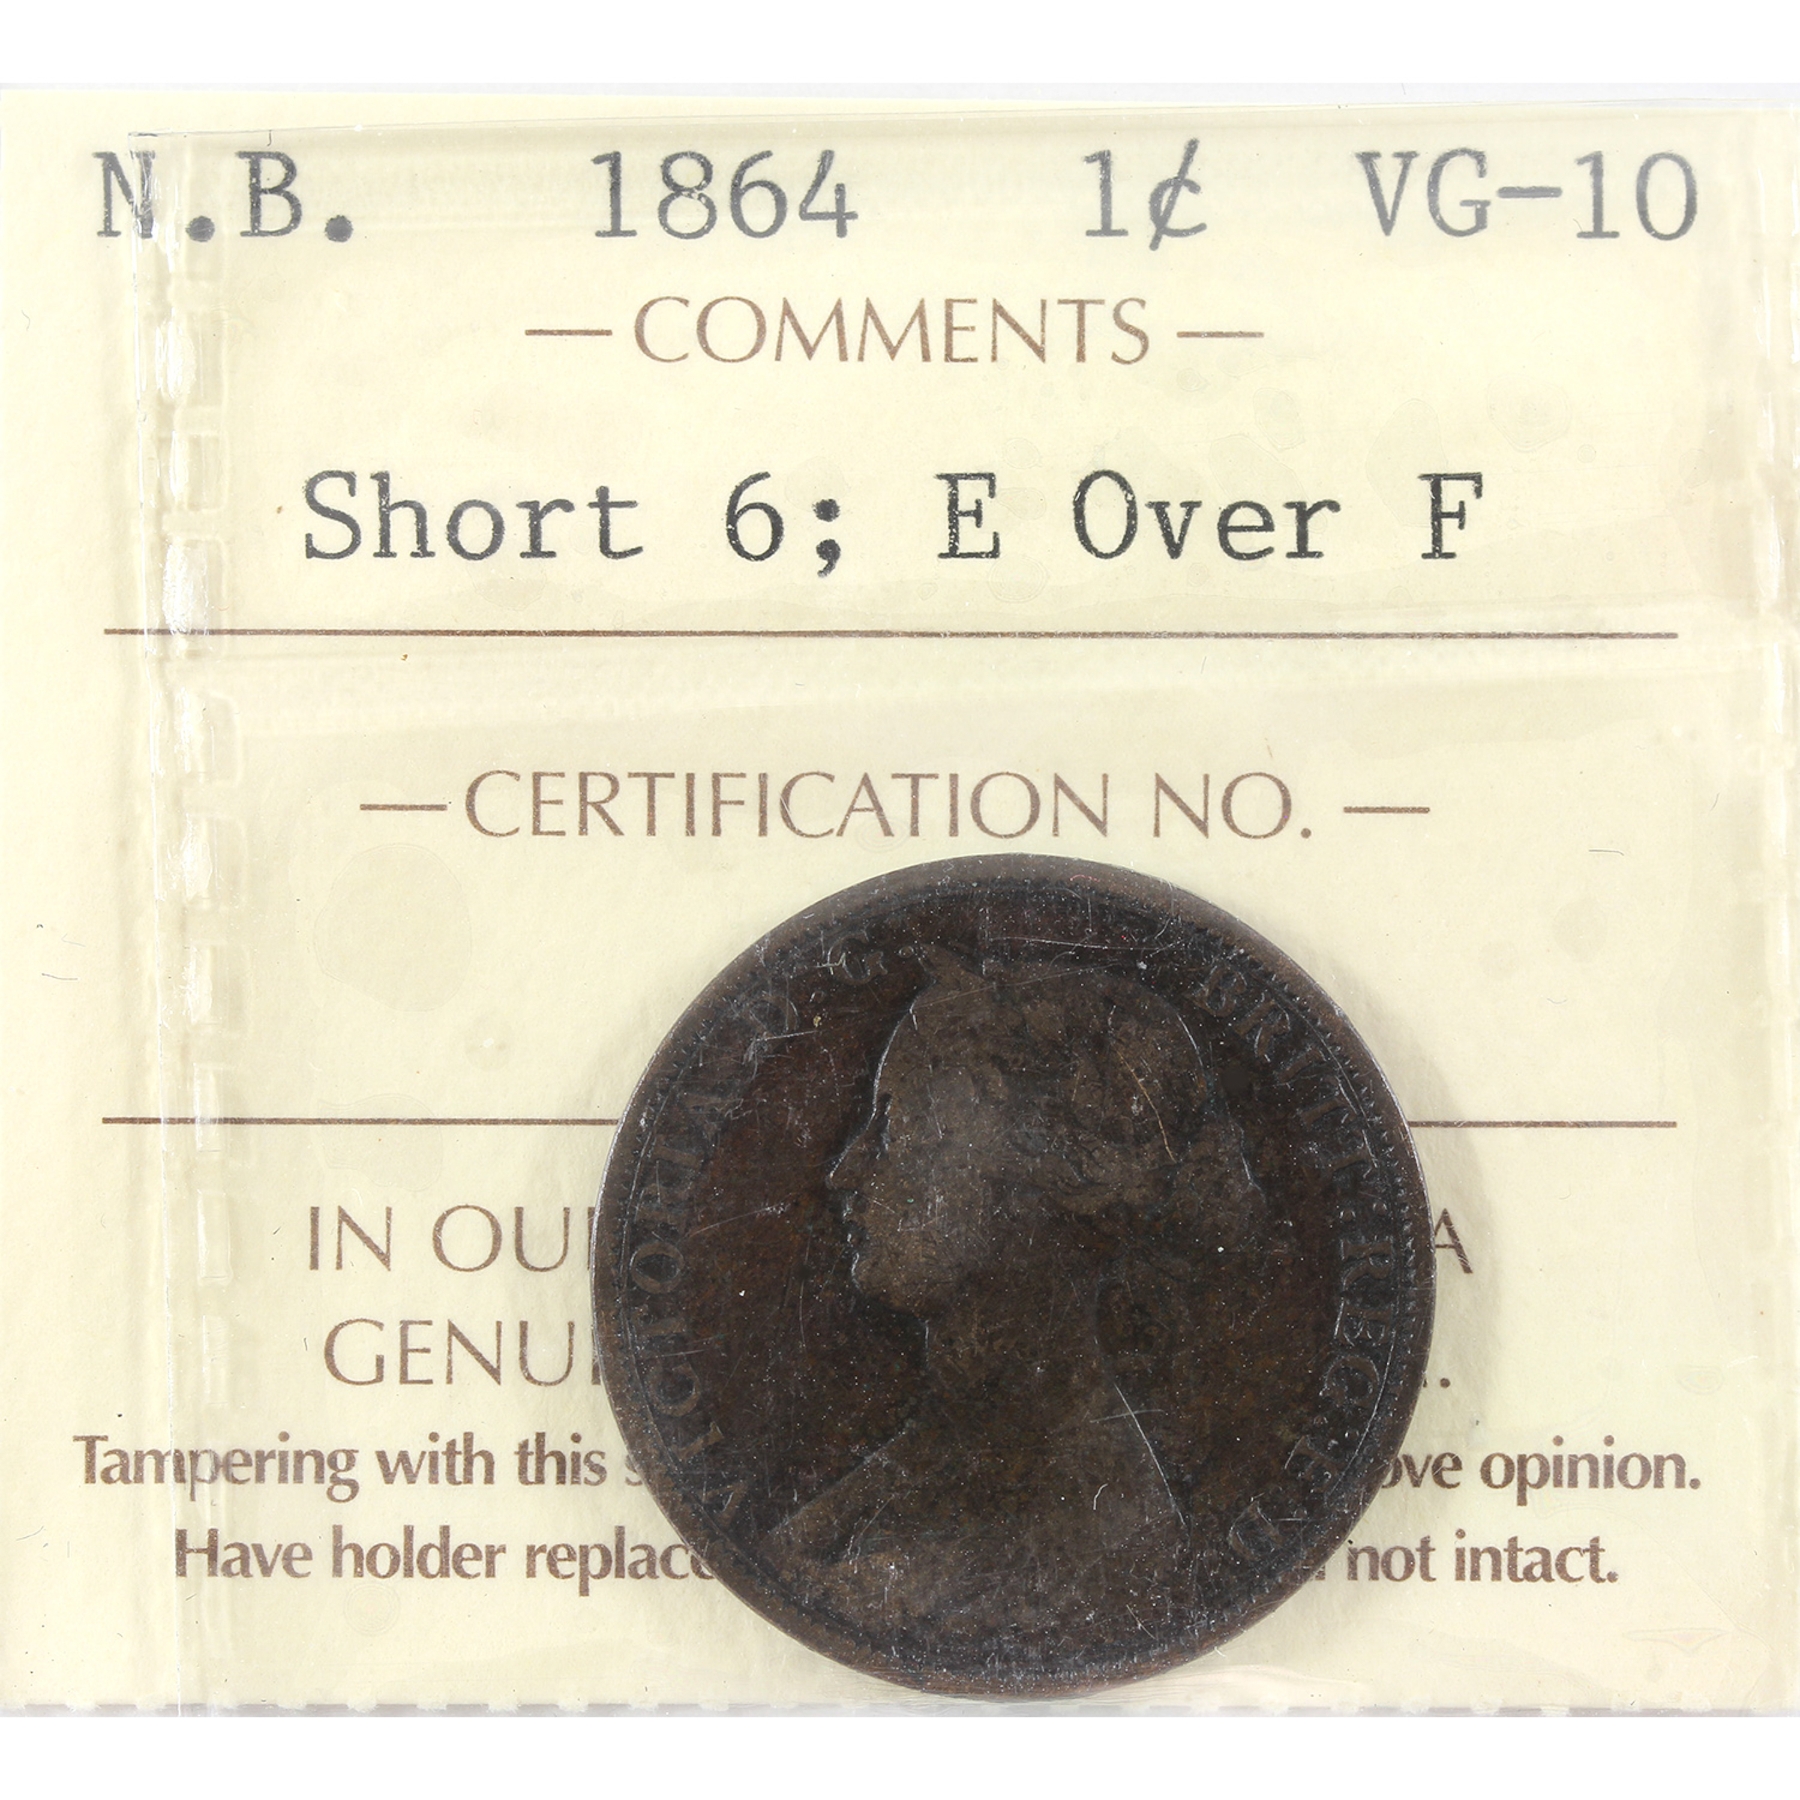 N.B. 1864 1¢ VG-10
— COMMENTS —
Short 6; E Over F
— CERTIFICATION NO. —
IN OU A
GENU .
Tampering with this s ove opinion.
Have holder replac not intact.
VICTORIA D. G. BRITT. REG. F. D.